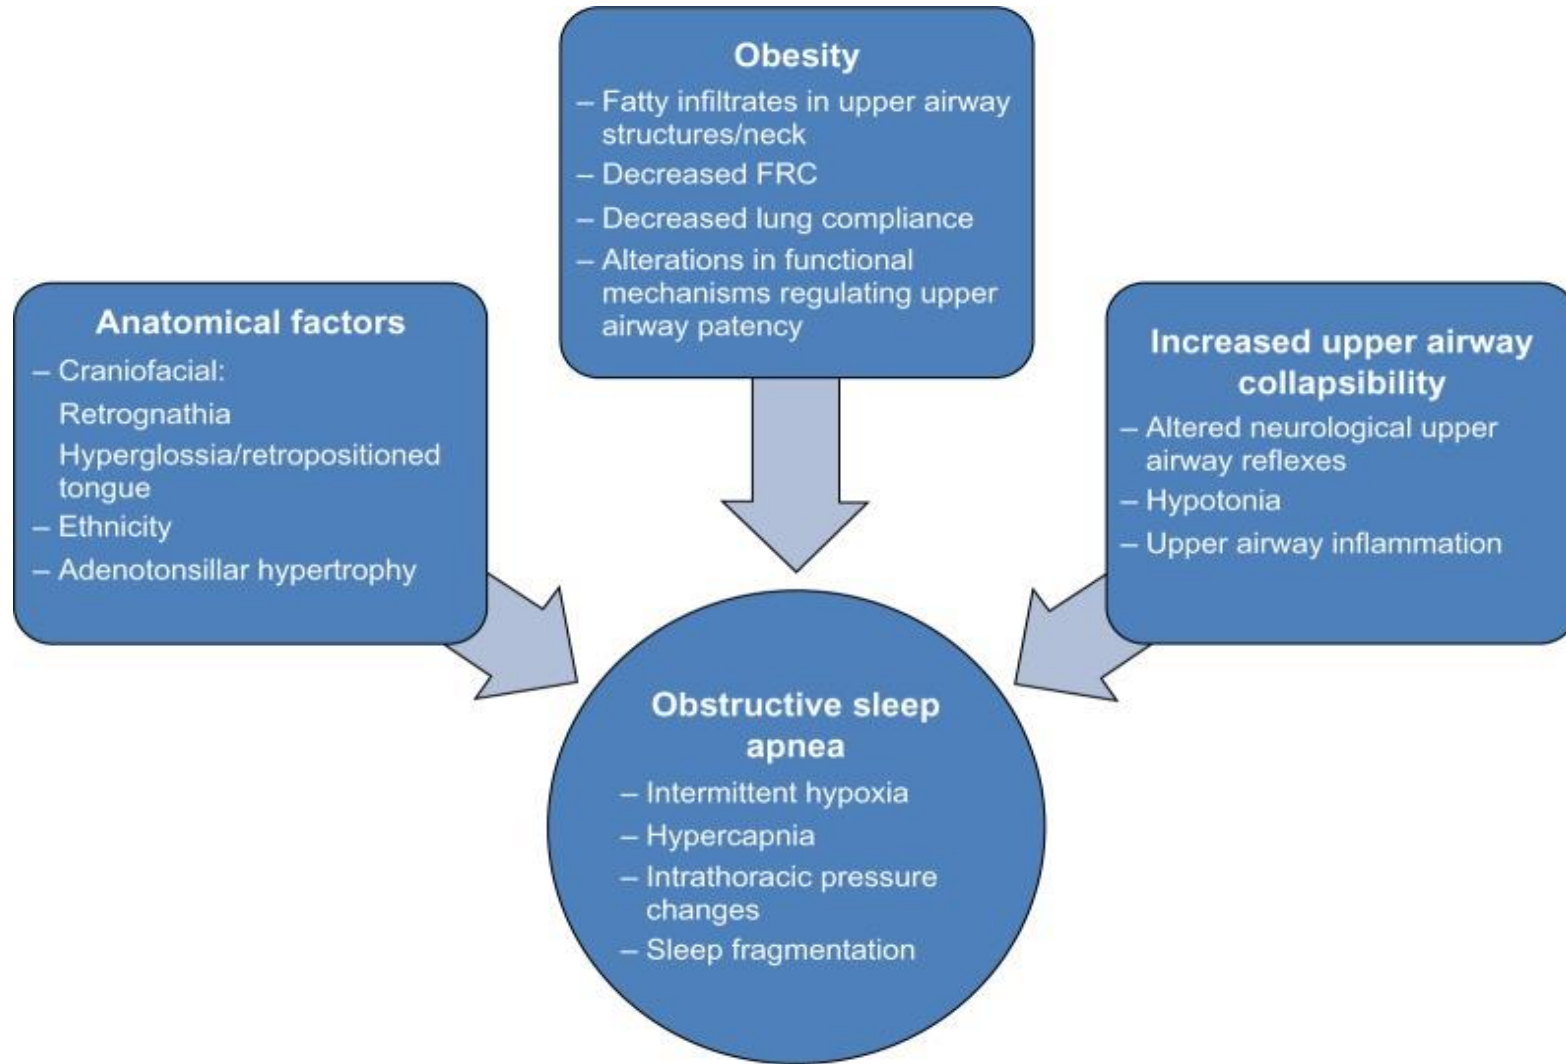 Obesity
– Fatty infiltrates in upper airway
structures/neck
– Decreased FRC
– Decreased lung compliance
– Alterations in functional
mechanisms regulating upper
airway patency
Anatomical factors
– Craniofacial:
Retrognathia
Hyperglossia/retropositioned
tongue
– Ethnicity
– Adenotonsillar hypertrophy
Increased upper airway
collapsibility
– Altered neurological upper
airway reflexes
– Hypotonia
– Upper airway inflammation
Obstructive sleep
apnea
– Intermittent hypoxia
– Hypercapnia
– Intrathoracic pressure
changes
– Sleep fragmentation